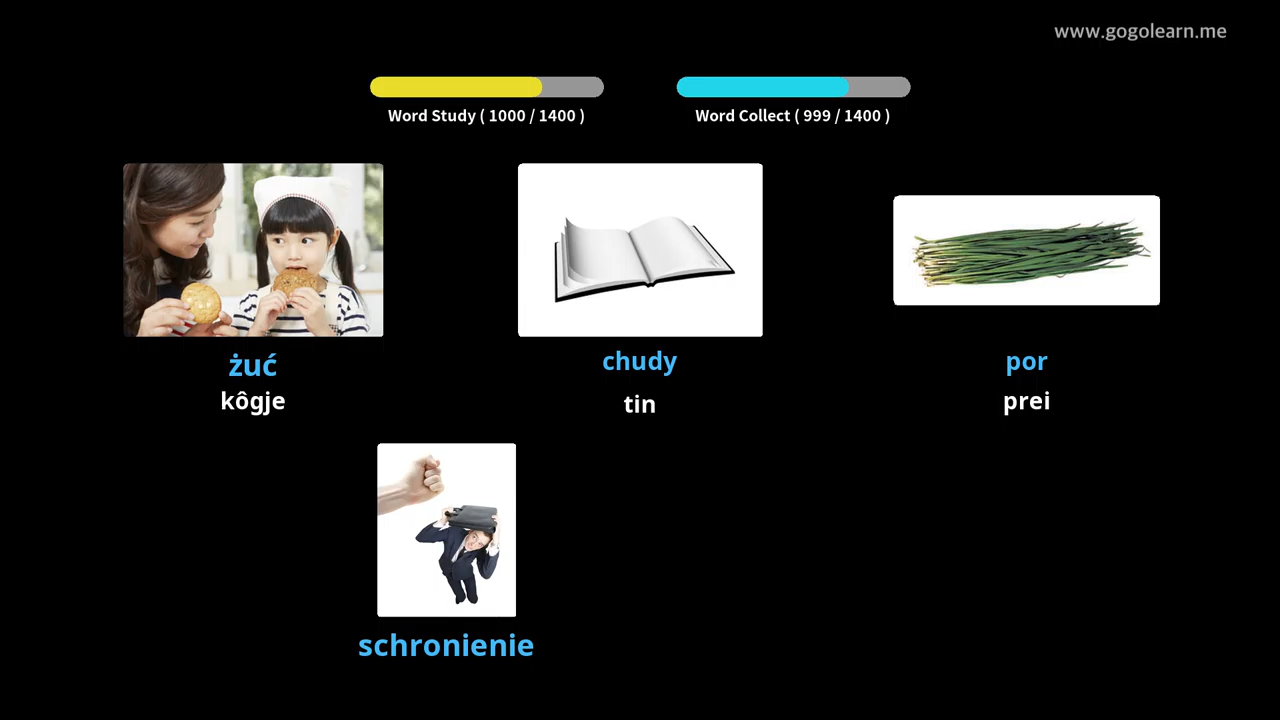 www.gogolearn.me
Word Study ( 1000 / 1400 )
Word Collect ( 999 / 1400 )
żuć
kôgje
chudy
tin
por
prei
schronienie